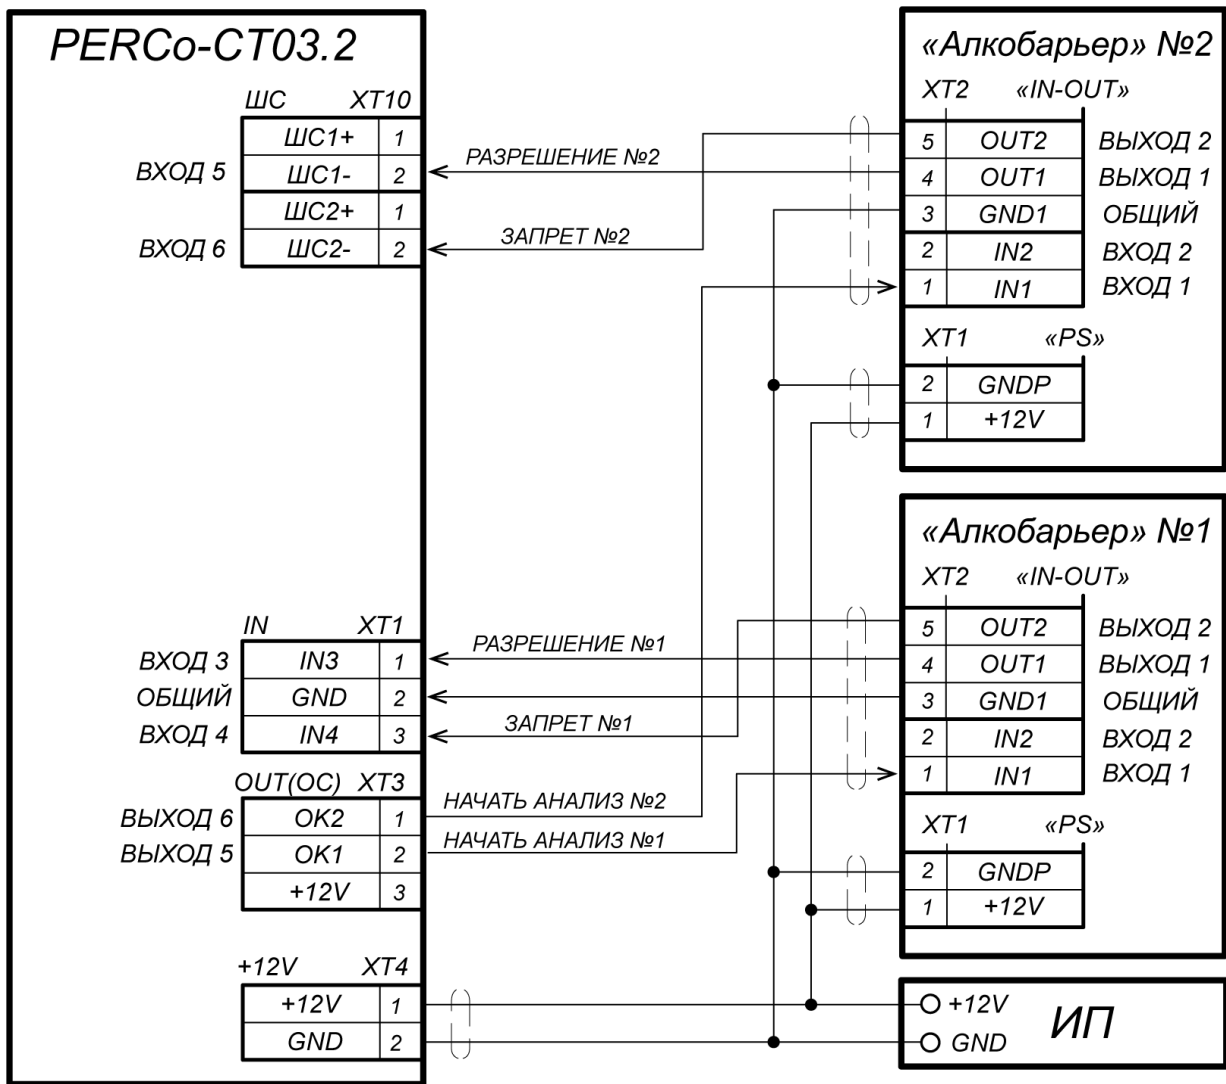 PERCo-CT03.2
ШС XT10
ШС1+ 1
ВХОД 5 ШС1- 2
ШС2+ 1
ВХОД 6 ШС2- 2
РАЗРЕШЕНИЕ №2
ЗАПРЕТ №2
«Алкобарьер» №2
XT2 «IN-OUT»
5 OUT2 ВЫХОД 2
4 OUT1 ВЫХОД 1
3 GND1 ОБЩИЙ
2 IN2 ВХОД 2
1 IN1 ВХОД 1
XT1 «PS»
2 GNDP
1 +12V
IN XT1
ВХОД 3 IN3 1
ОБЩИЙ GND 2
ВХОД 4 IN4 3
OUT(OC) XT3
ВЫХОД 6 OK2 1
ВЫХОД 5 OK1 2
+12V 3
+12V XT4
+12V 1
GND 2
РАЗРЕШЕНИЕ №1
ЗАПРЕТ №1
НАЧАТЬ АНАЛИЗ №2
НАЧАТЬ АНАЛИЗ №1
«Алкобарьер» №1
XT2 «IN-OUT»
5 OUT2 ВЫХОД 2
4 OUT1 ВЫХОД 1
3 GND1 ОБЩИЙ
2 IN2 ВХОД 2
1 IN1 ВХОД 1
XT1 «PS»
2 GNDP
1 +12V
+12V
GND
ИП